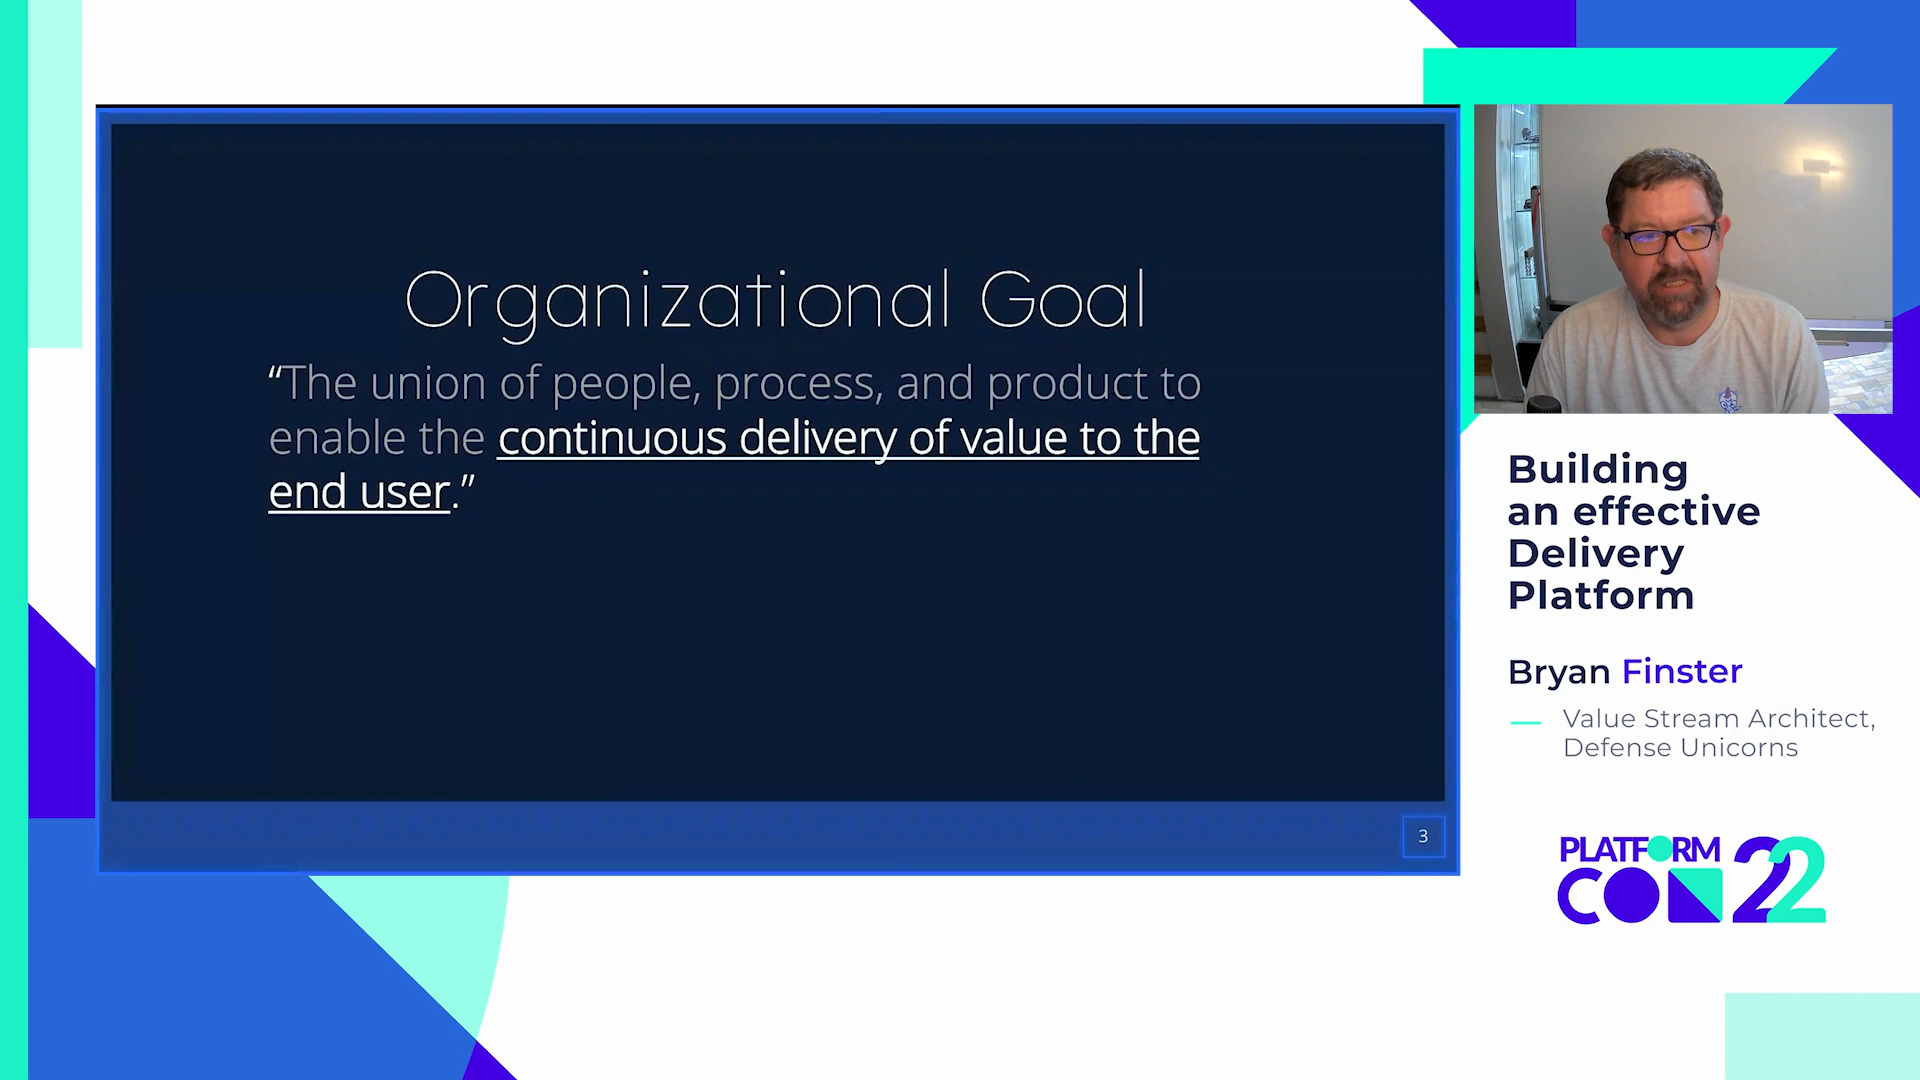 Organizational Goal
“The union of people, process, and product to
enable the continuous delivery of value to the
end user.”
3
Building
an effective
Delivery
Platform
Bryan Finster
Value Stream Architect,
Defense Unicorns
PLATFORM
CON 22